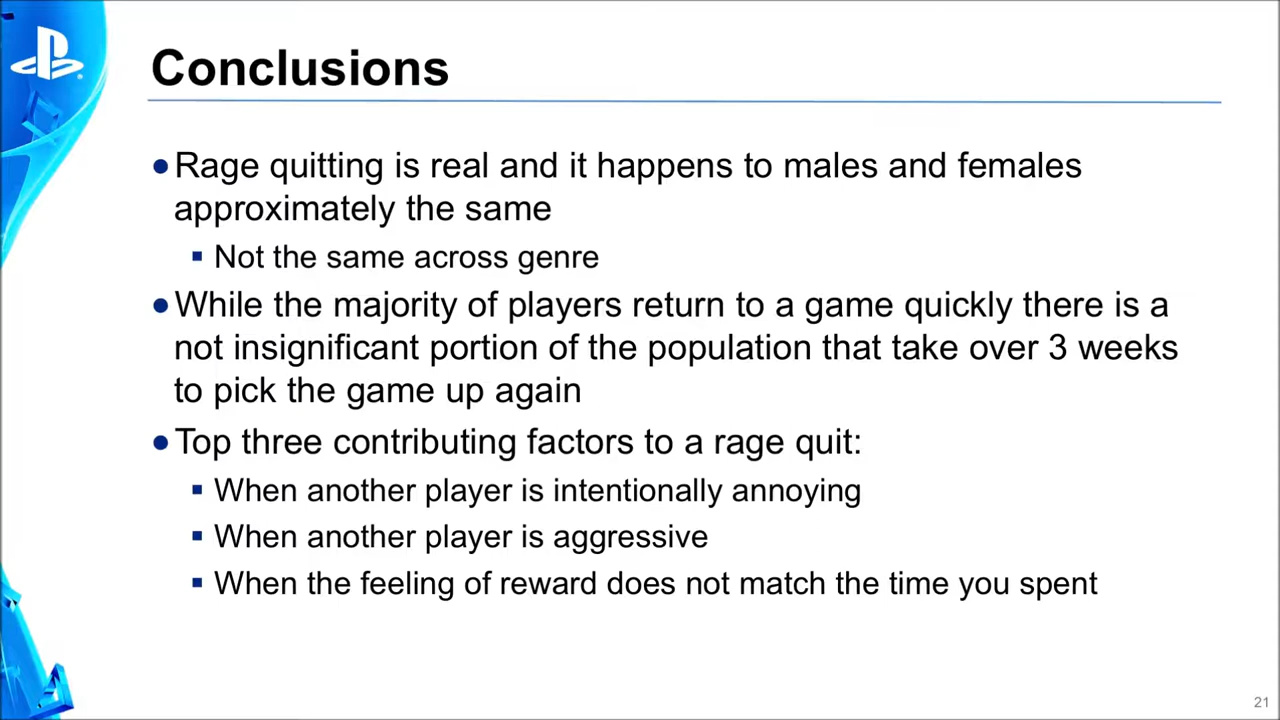 Conclusions
●Rage quitting is real and it happens to males and females
approximately the same
▪ Not the same across genre
●While the majority of players return to a game quickly there is a
not insignificant portion of the population that take over 3 weeks
to pick the game up again
●Top three contributing factors to a rage quit:
▪ When another player is intentionally annoying
▪ When another player is aggressive
▪ When the feeling of reward does not match the time you spent
21